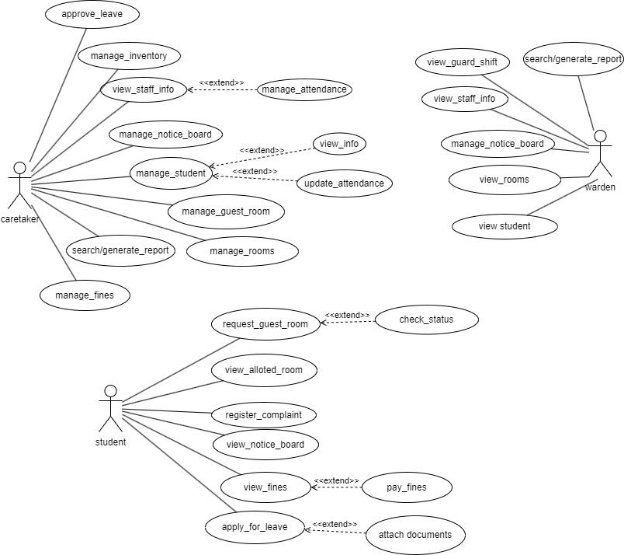 approve_leave
manage_inventory
view_staff_info
<<extend>>
manage_attendance
manage_notice_board
<<extend>>
view_info
manage_student
<<extend>>
update_attendance
caretaker
manage_guest_room
search/generate_report
manage_rooms
manage_fines
view_guard_shift
search/generate_report
view_staff_info
manage_notice_board
view_rooms
warden
view student
request_guest_room
<<extend>>
check_status
view_alloted_room
register_complaint
student
view_notice_board
view_fines
<<extend>>
pay_fines
apply_for_leave
<<extend>>
attach documents